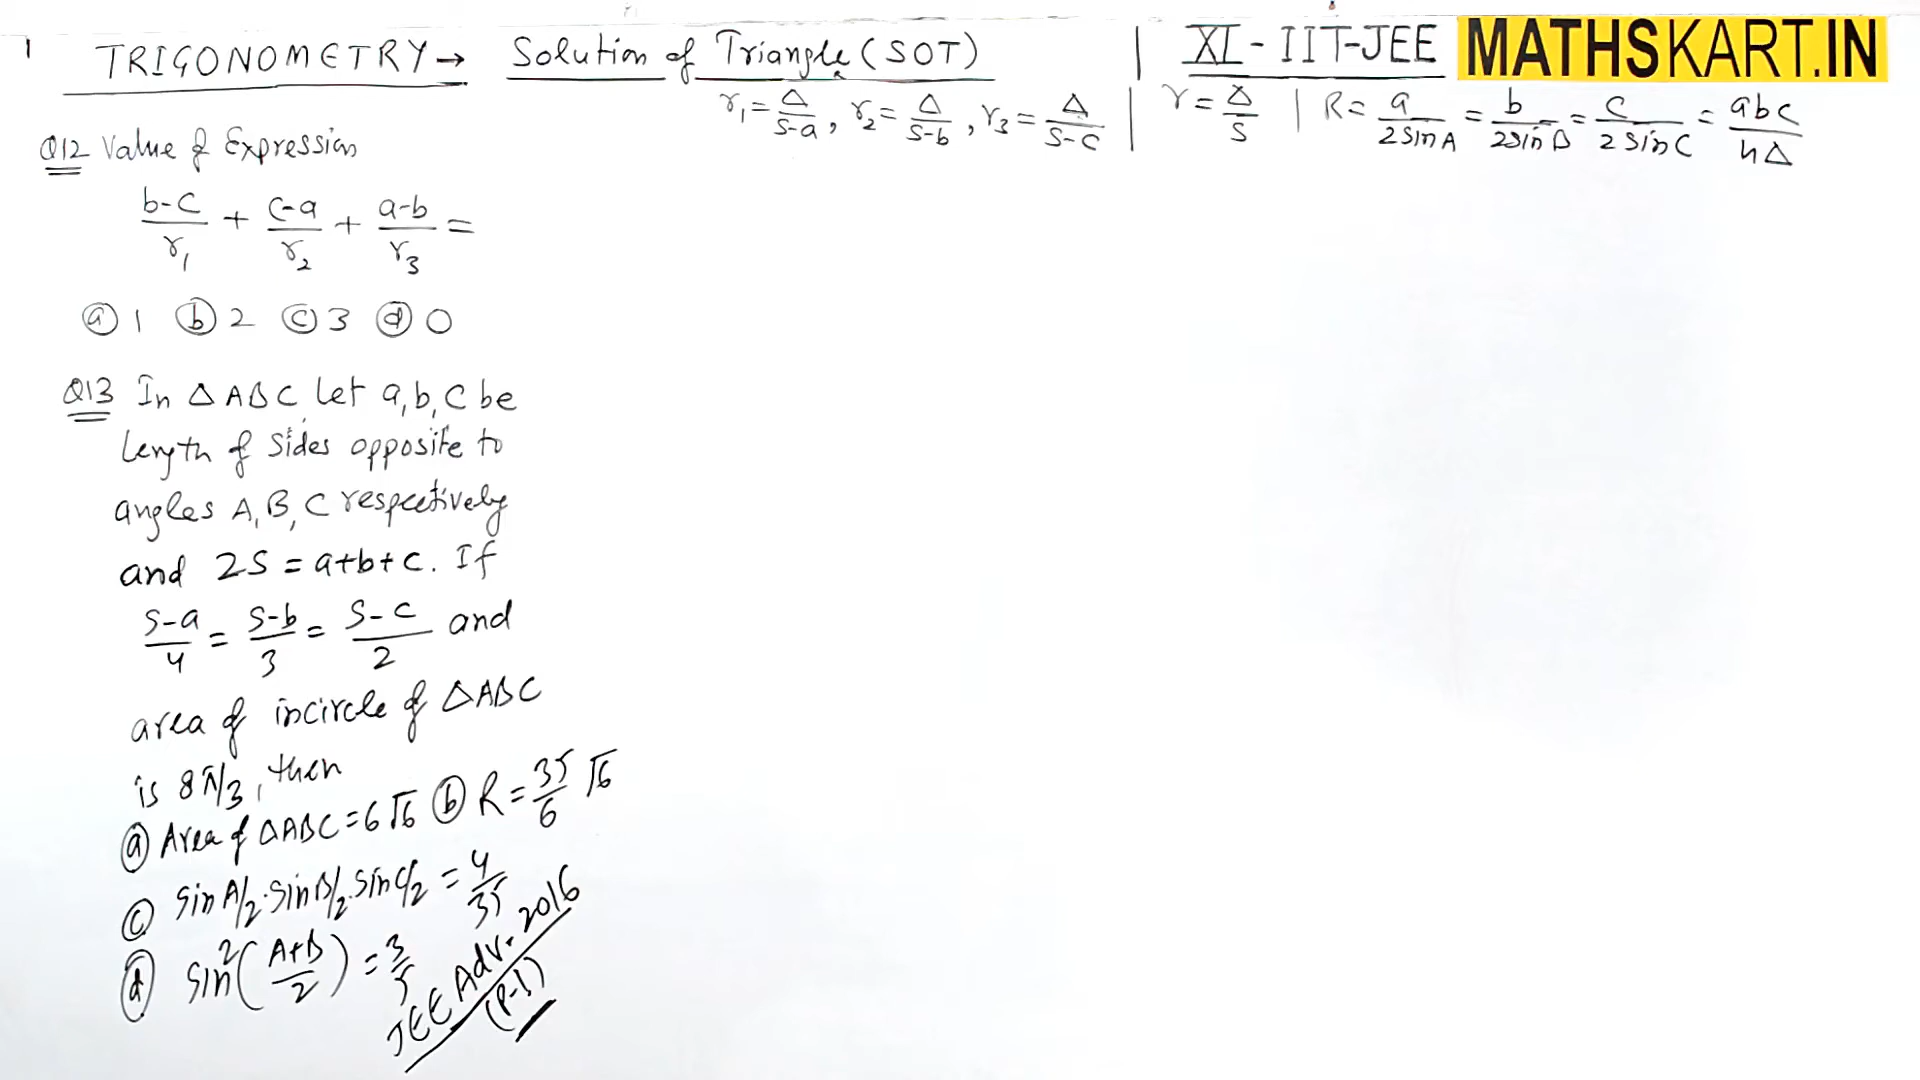 1 TRIGONOMETRY → Solution of Triangle (SOT) | XI - IIT-JEE MATHSKART.IN
r₁ = Δ/(s-a), r₂ = Δ/(s-b), r₃ = Δ/(s-c) | r = Δ/s | R = a/(2sinA) = b/(2sinB) = c/(2sinC) = abc/(4Δ)
Q12 Value of Expression
(b-c)/r₁ + (c-a)/r₂ + (a-b)/r₃ =
(a) 1 (b) 2 (c) 3 (d) 0
Q13 In ΔABC Let a, b, c be
Length of sides opposite to
angles A, B, C respectively
and 2S = a+b+c. If
(S-a)/4 = (S-b)/3 = (S-c)/2 and
area of incircle of ΔABC
is 8π/3, then
(a) Area of ΔABC = 6√6 (b) R = 35/6 √6
(c) sin A/2 . sin B/2 . sin C/2 = 4/35
(d) sin²((A+B)/2) = 3/5
JEE Adv. 2016
(P-1)